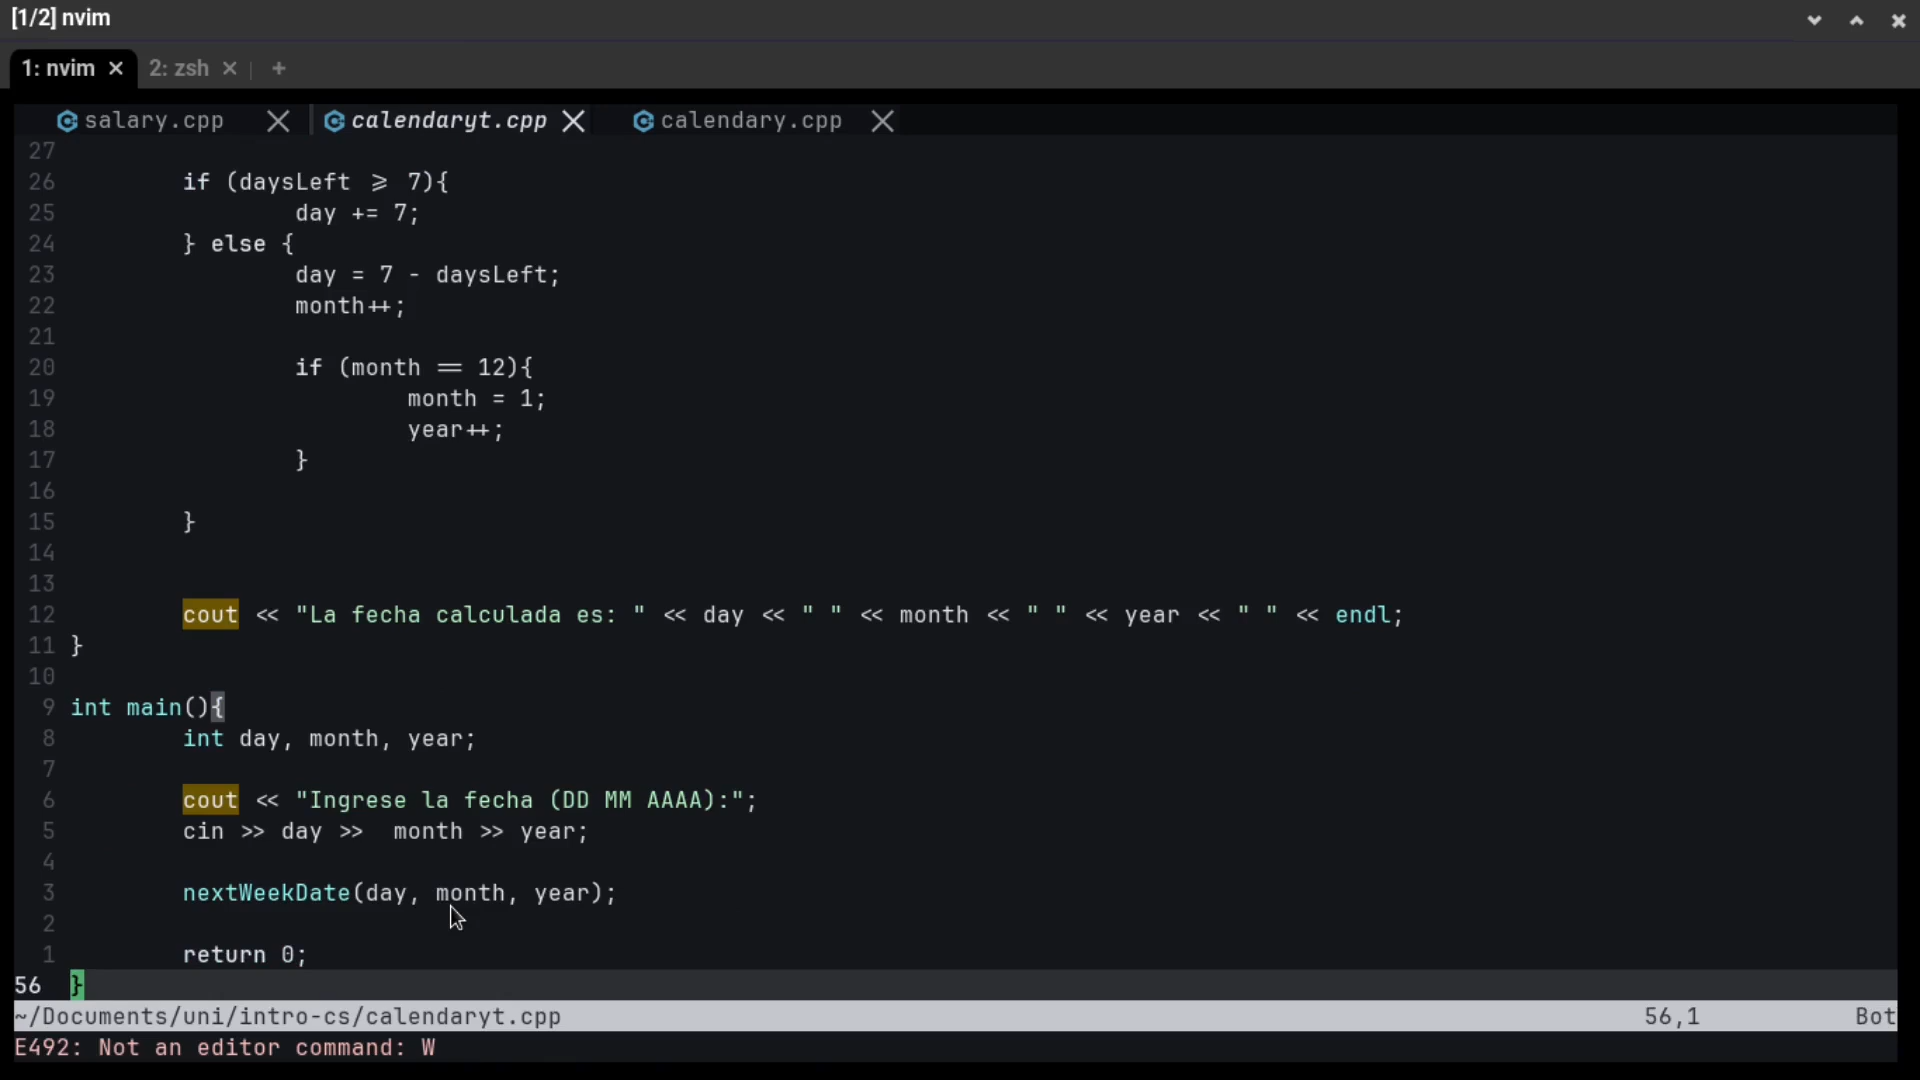 [1/2] nvim
1: nvim × 2: zsh × +
salary.cpp calendaryt.cpp calendary.cpp
27
26 if (daysLeft >= 7){
25 day += 7;
24 } else {
23 day = 7 - daysLeft;
22 month++;
21
20 if (month == 12){
19 month = 1;
18 year++;
17 }
16
15 }
14
13
12 cout << "La fecha calculada es: " << day << " " << month << " " << year << " " << endl;
11 }
10
9 int main(){
8 int day, month, year;
7
6 cout << "Ingrese la fecha (DD MM AAAA):";
5 cin >> day >>  month >> year;
4
3 nextWeekDate(day, month, year);
2
1 return 0;
56 }
~/Documents/uni/intro-cs/calendaryt.cpp 56,1 Bot
E492: Not an editor command: W